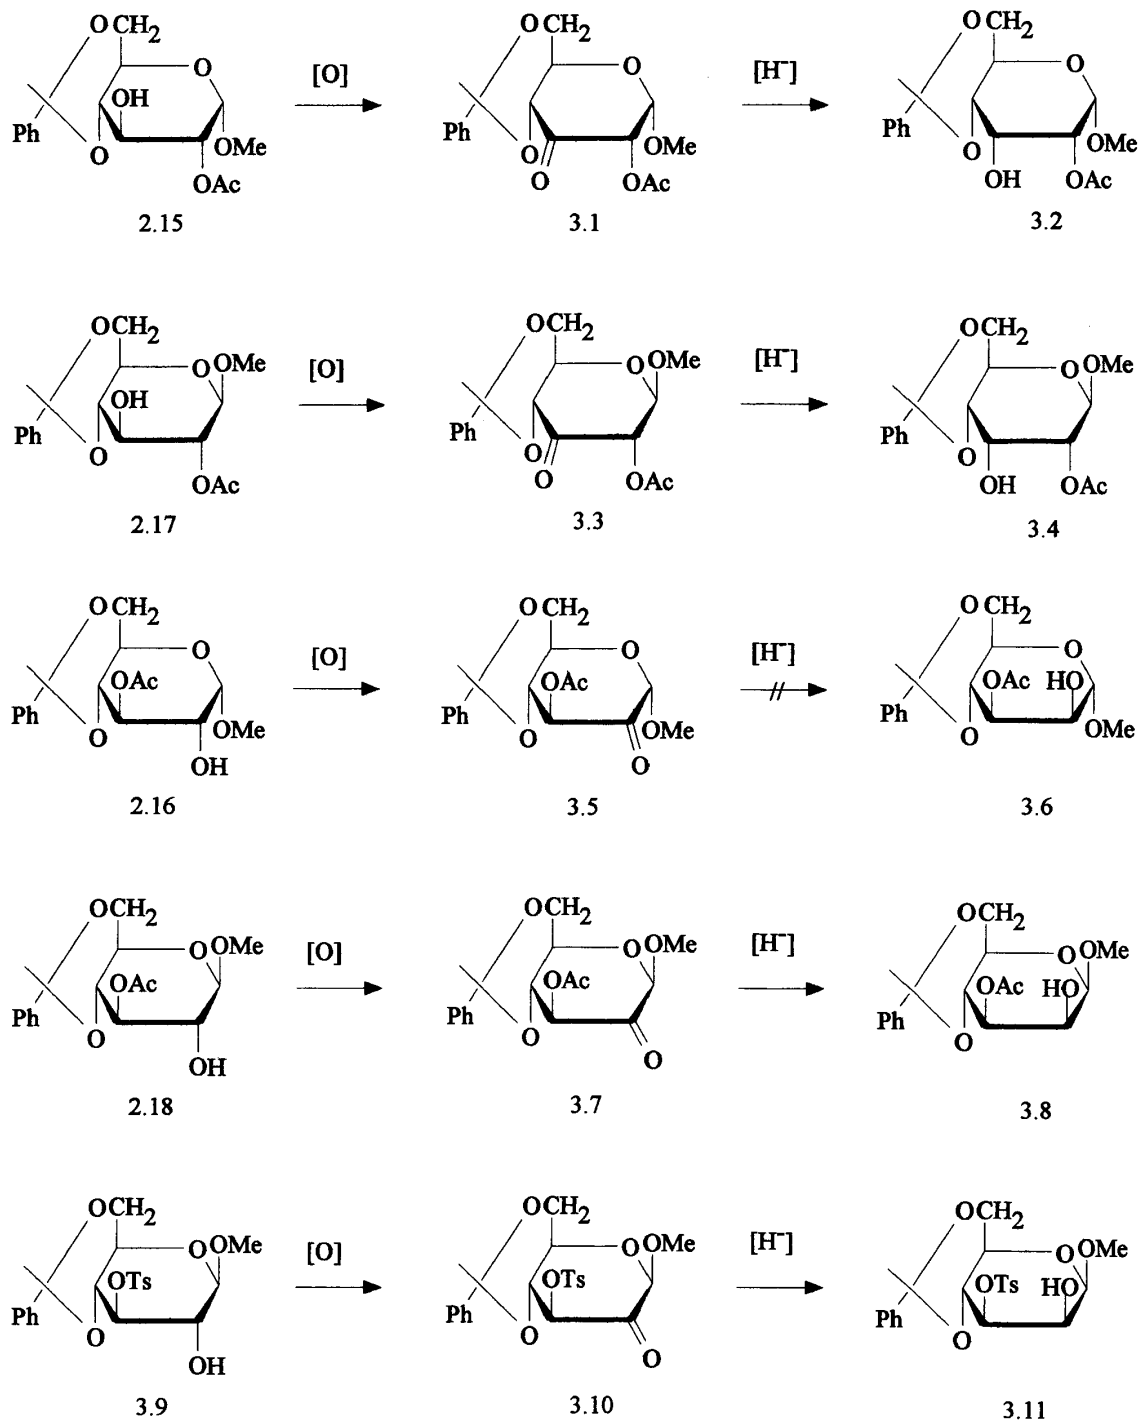 OCH2 O OH Ph O OMe OAc
2.15
[O]
OCH2 O Ph O O OMe OAc
3.1
[H-]
OCH2 O Ph O OH OMe OAc
3.2
OCH2 O OMe OH Ph O OAc
2.17
[O]
OCH2 O OMe Ph O O OAc
3.3
[H-]
OCH2 O OMe Ph O OH OAc
3.4
OCH2 O OAc Ph O OMe OH
2.16
[O]
OCH2 O OAc Ph O OMe O
3.5
[H-]
OCH2 O OAc HO Ph O OMe
3.6
OCH2 O OMe OAc Ph O OH
2.18
[O]
OCH2 O OMe OAc Ph O O
3.7
[H-]
OCH2 O OMe OAc HO Ph O
3.8
OCH2 O OMe OTs Ph O OH
3.9
[O]
OCH2 O OMe OTs Ph O O
3.10
[H-]
OCH2 O OMe OTs HO Ph O
3.11